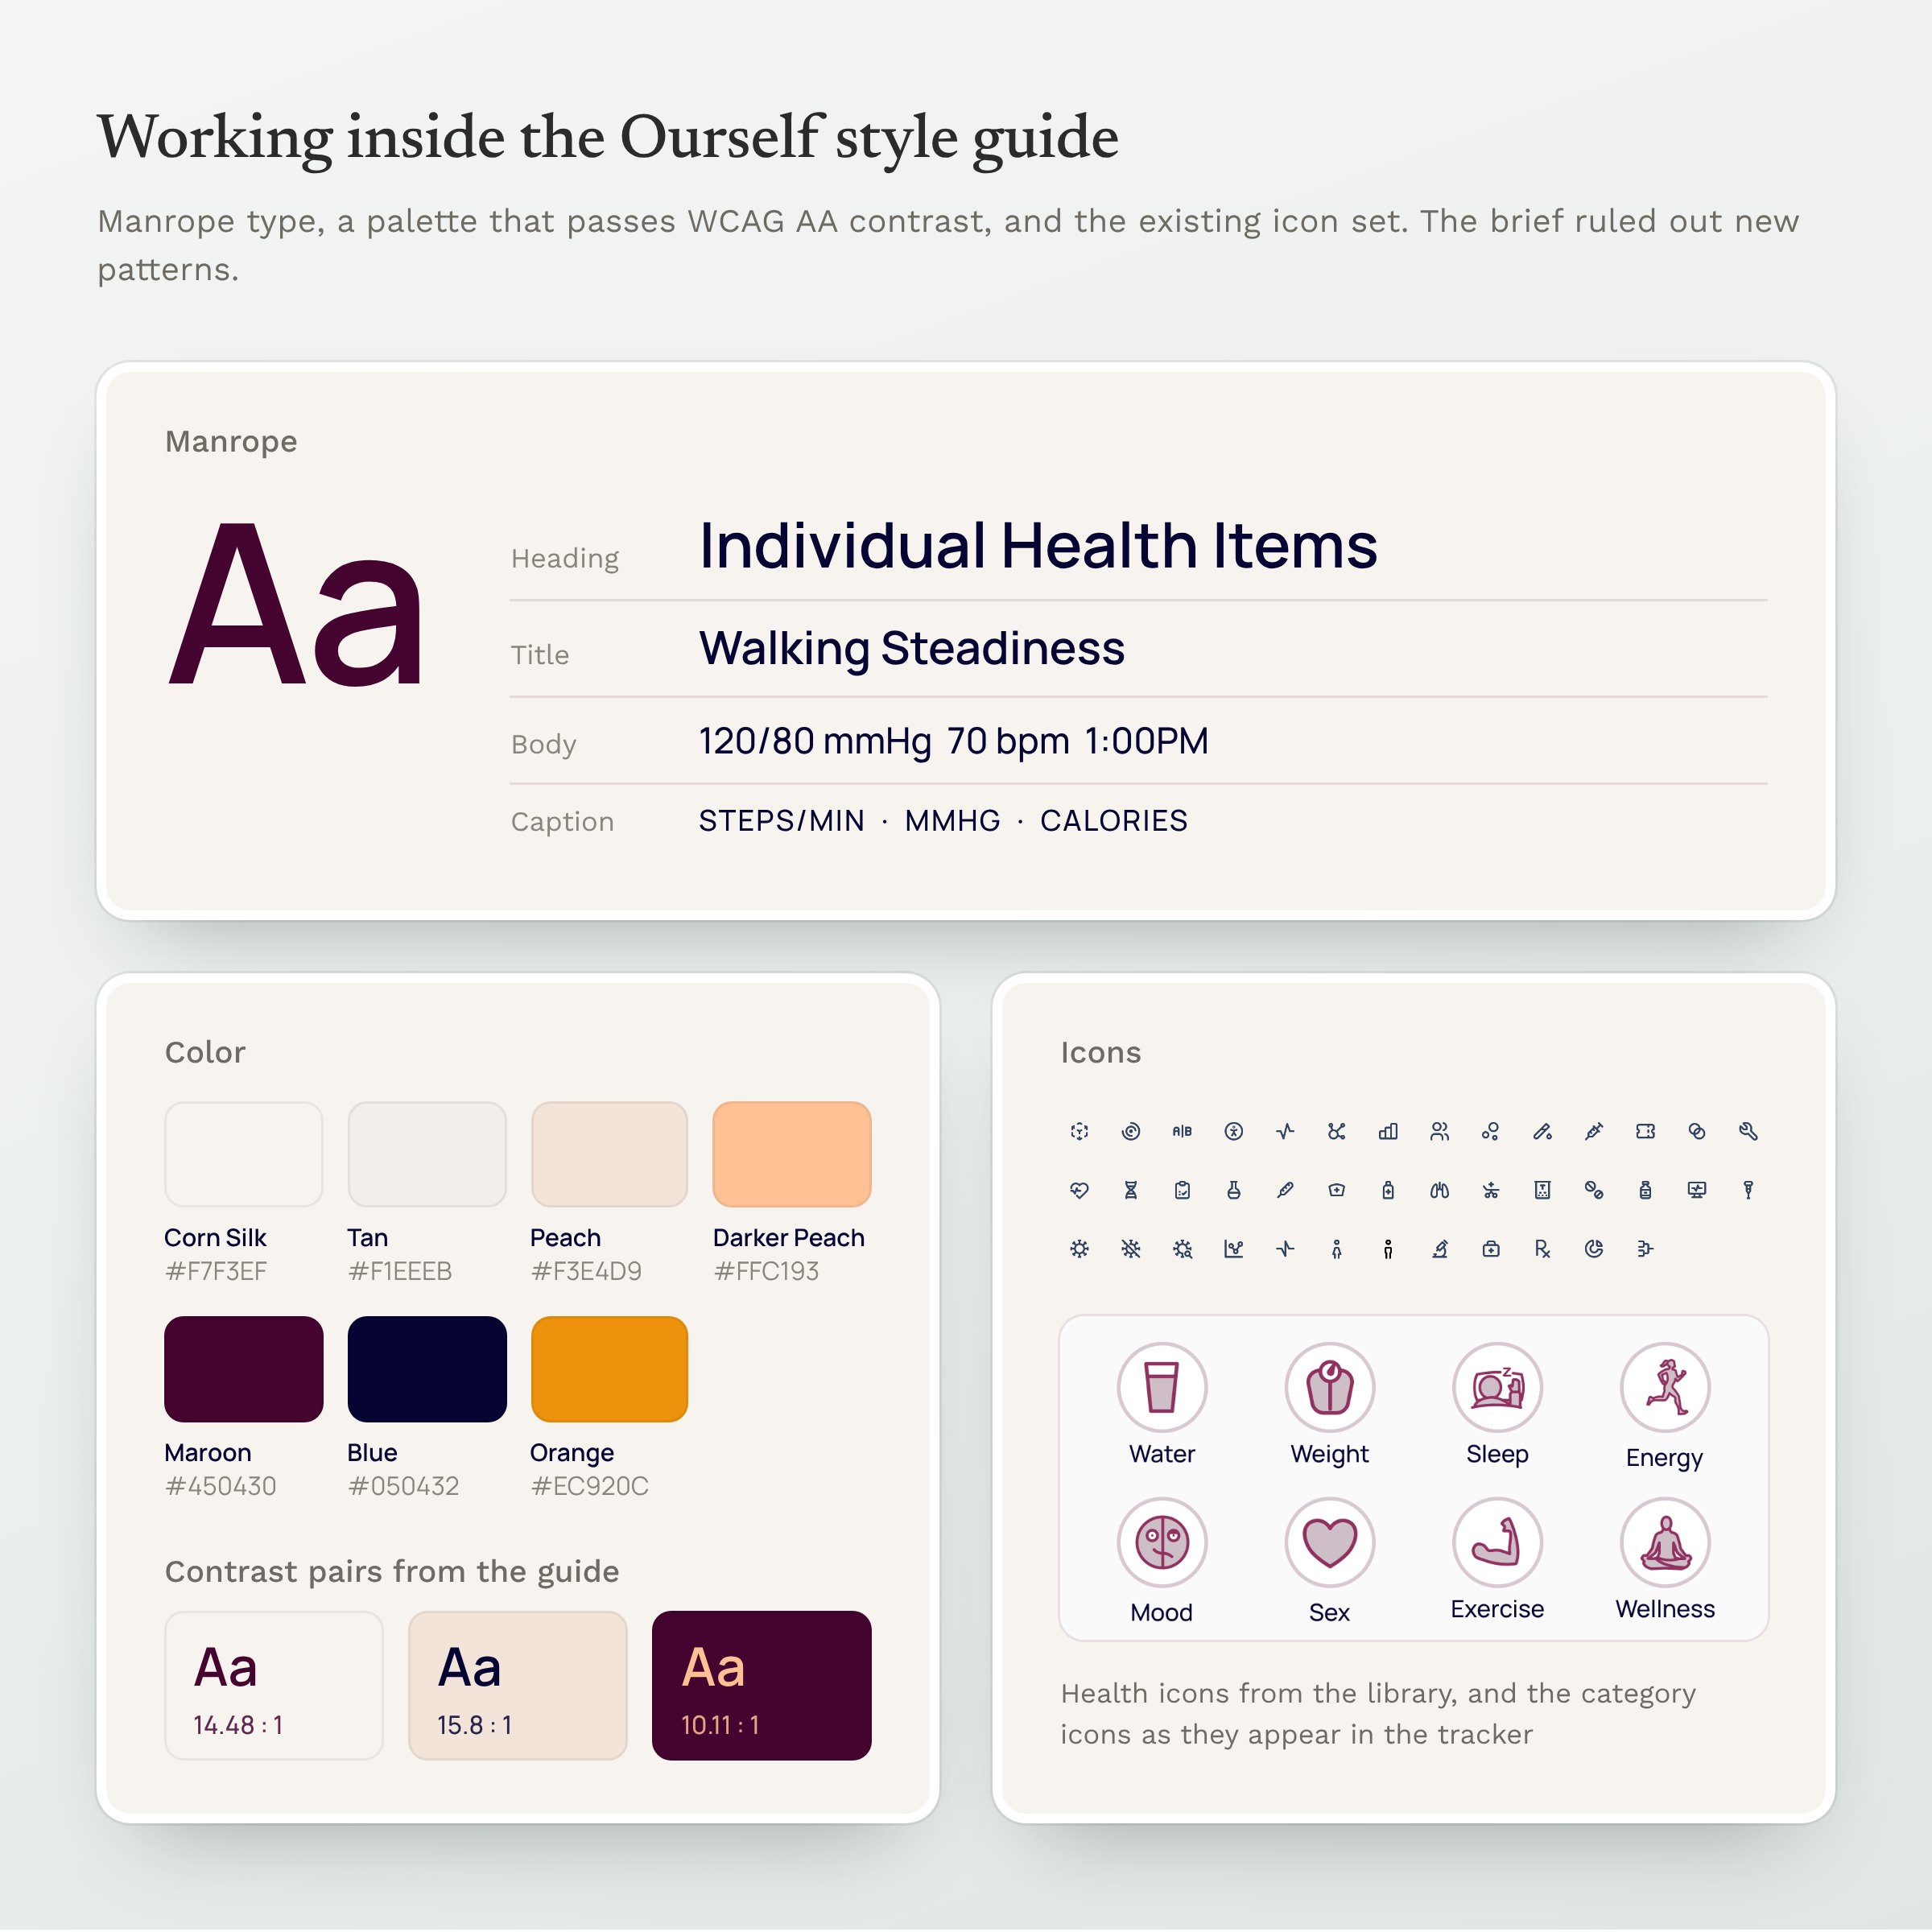 Working inside the Ourself style guide
Manrope type, a palette that passes WCAG AA contrast, and the existing icon set. The brief ruled out new
patterns.
Manrope
Aa
Heading
Individual Health Items
Title
Walking Steadiness
Body
120/80 mmHg 70 bpm 1:00PM
Caption
STEPS/MIN · MMHG · CALORIES
Color
Corn Silk
#F7F3EF
Tan
#F1EEEB
Peach
#F3E4D9
Darker Peach
#FFC193
Maroon
#450430
Blue
#050432
Orange
#EC920C
Contrast pairs from the guide
Aa
14.48 : 1
Aa
15.8 : 1
Aa
10.11 : 1
Icons
A|B
Rx
Z
Water
Weight
Sleep
Energy
Mood
Sex
Exercise
Wellness
Health icons from the library, and the category
icons as they appear in the tracker